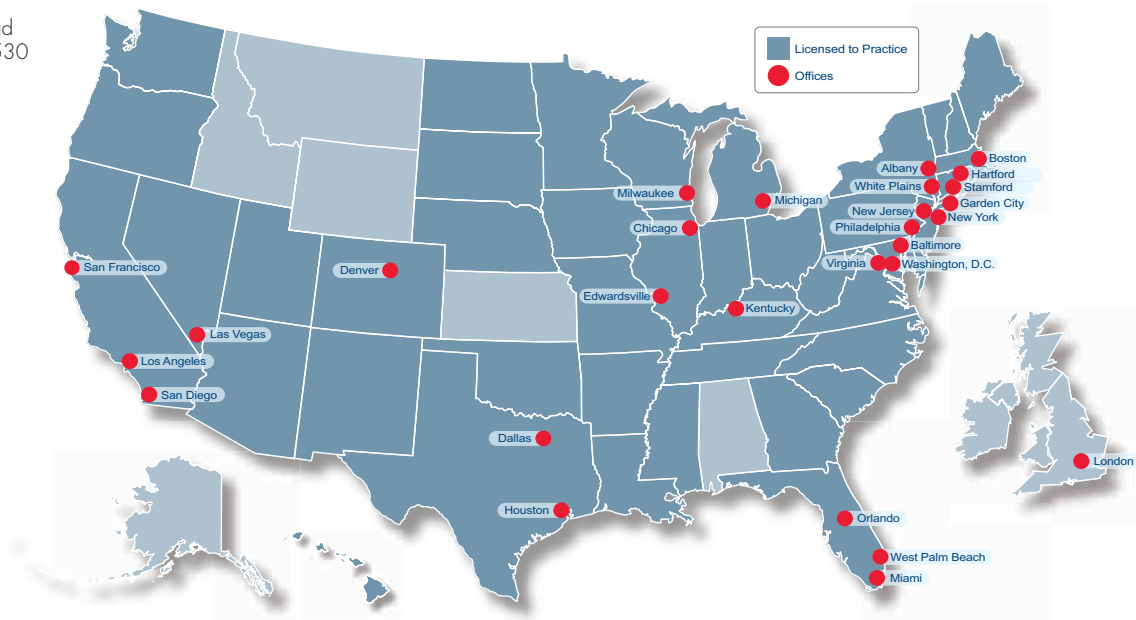 530
Licensed to Practice
Offices
Boston
Albany
Hartford
White Plains
Stamford
Garden City
New Jersey
New York
Philadelphia
Baltimore
Virginia
Washington, D.C.
Milwaukee
Michigan
Chicago
San Francisco
Denver
Edwardsville
Kentucky
Las Vegas
Los Angeles
San Diego
Dallas
London
Houston
Orlando
West Palm Beach
Miami